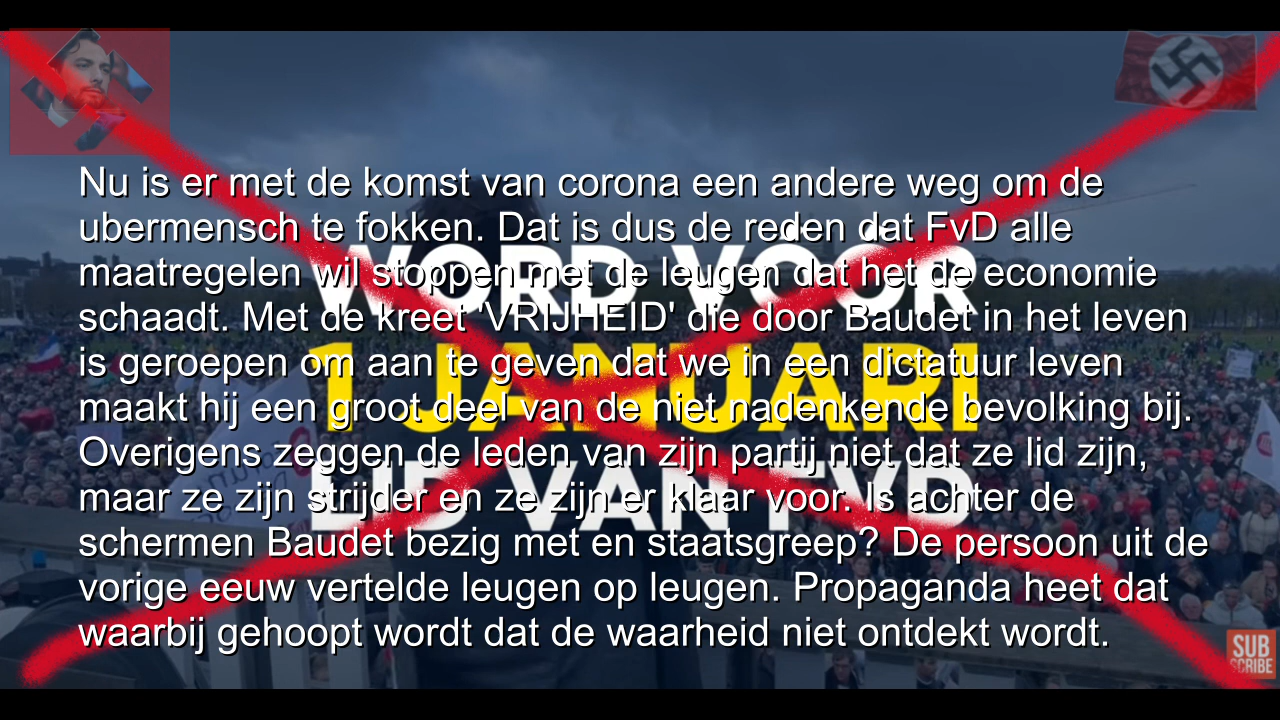 Nu is er met de komst van corona een andere weg om de
ubermensch te fokken. Dat is dus de reden dat FvD alle
maatregelen wil stoppen met de leugen dat het de economie
schaadt. Met de kreet 'VRIJHEID' die door Baudet in het leven
is geroepen om aan te geven dat we in een dictatuur leven
maakt hij een groot deel van de niet nadenkende bevolking bij.
Overigens zeggen de leden van zijn partij niet dat ze lid zijn,
maar ze zijn strijder en ze zijn er klaar voor. Is achter de
schermen Baudet bezig met en staatsgreep? De persoon uit de
vorige eeuw vertelde leugen op leugen. Propaganda heet dat
waarbij gehoopt wordt dat de waarheid niet ontdekt wordt.
WORD VOOR
1 JANUARI
LID VAN FVD
SUB
SCRIBE